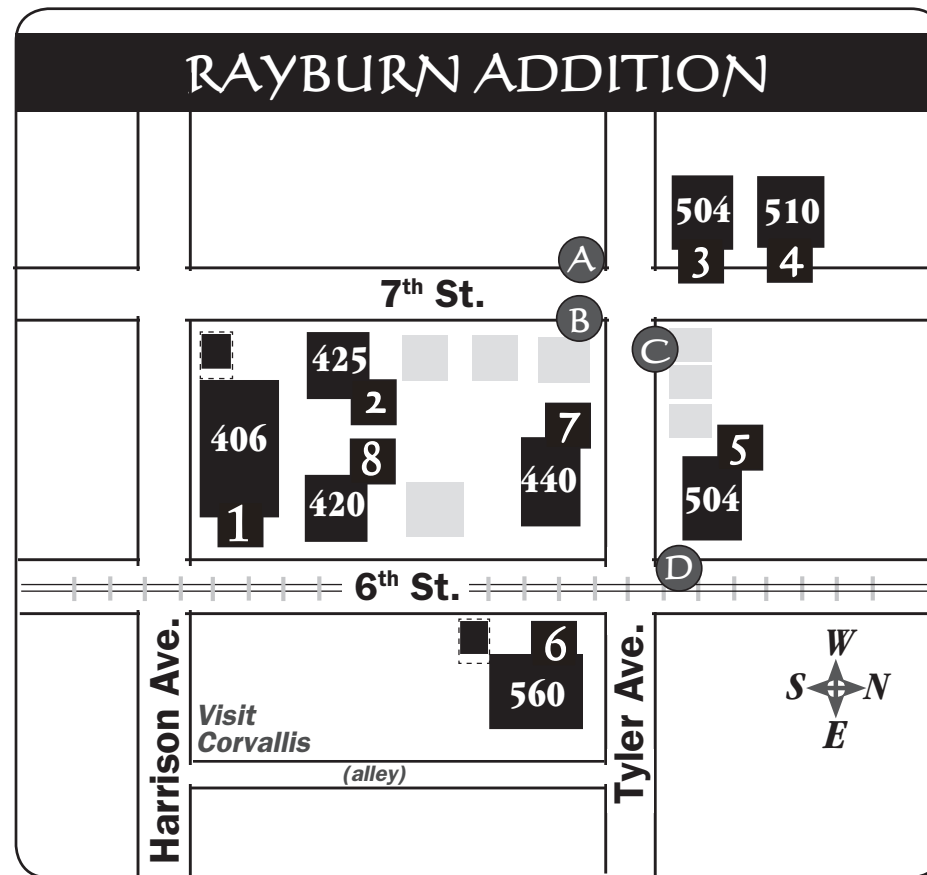 RAYBURN ADDITION
504
510
3
4
A
7th St.
B
C
425
2
406
7
5
8
440
420
504
1
D
6th St.
6
560
W
S N
E
Visit
Corvallis
(alley)
Harrison Ave.
Tyler Ave.